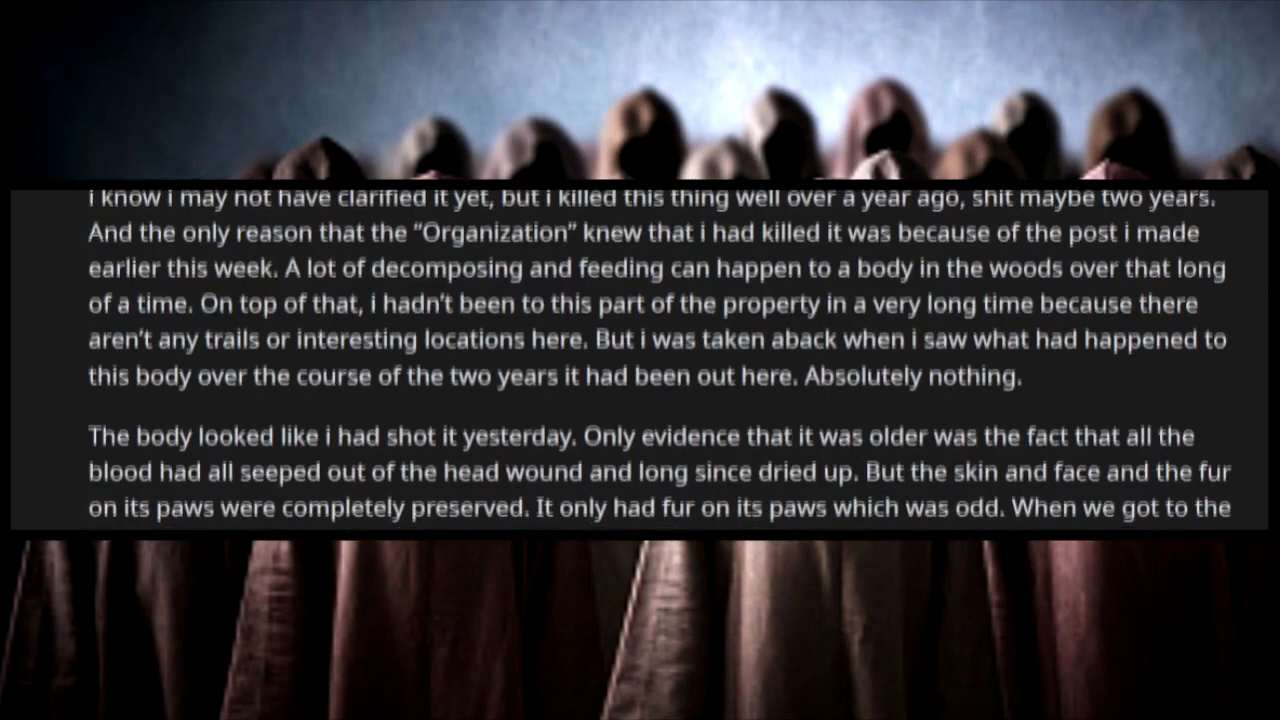 i know i may not have clarified it yet, but i killed this thing well over a year ago, shit maybe two years.
And the only reason that the “Organization” knew that i had killed it was because of the post i made
earlier this week. A lot of decomposing and feeding can happen to a body in the woods over that long
of a time. On top of that, i hadn’t been to this part of the property in a very long time because there
aren’t any trails or interesting locations here. But i was taken aback when i saw what had happened to
this body over the course of the two years it had been out here. Absolutely nothing.
The body looked like i had shot it yesterday. Only evidence that it was older was the fact that all the
blood had all seeped out of the head wound and long since dried up. But the skin and face and the fur
on its paws were completely preserved. It only had fur on its paws which was odd. When we got to the